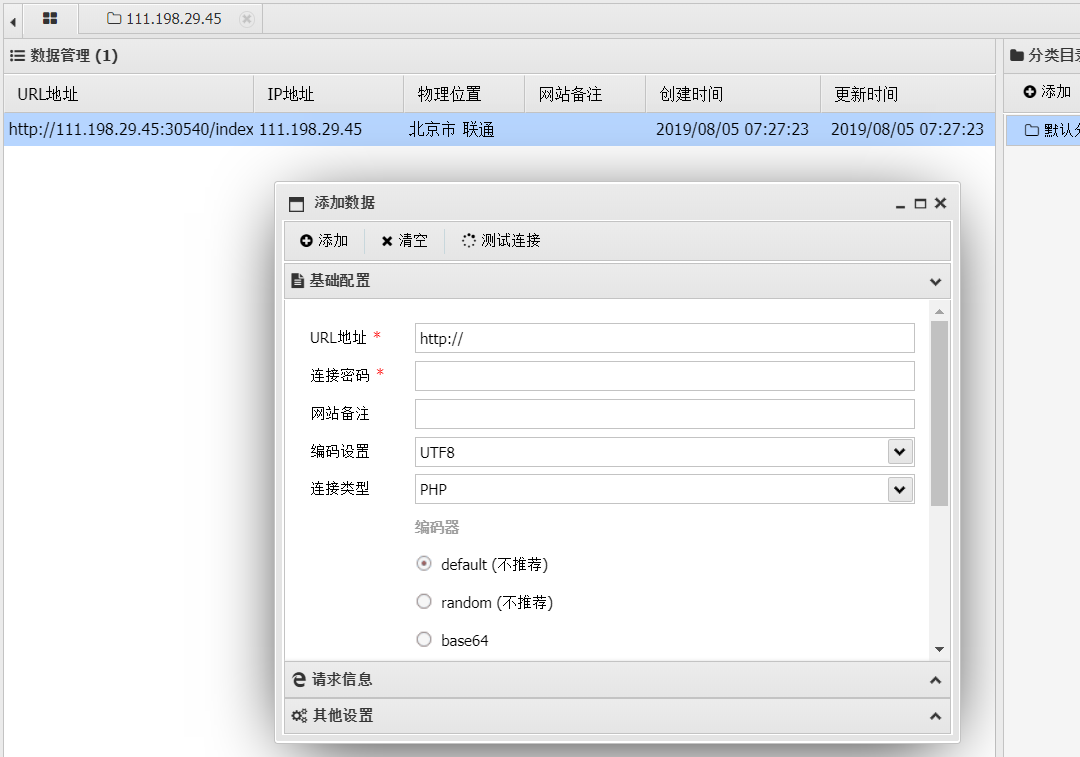 111.198.29.45
数据管理 (1)
分类目录
URL地址 IP地址 物理位置 网站备注 创建时间 更新时间
添加
http://111.198.29.45:30540/index 111.198.29.45 北京市 联通 2019/08/05 07:27:23 2019/08/05 07:27:23
默认分
添加数据
添加 清空 测试连接
基础配置
URL地址 * http://
连接密码 *
网站备注
编码设置 UTF8
连接类型 PHP
编码器
default (不推荐)
random (不推荐)
base64
请求信息
其他设置